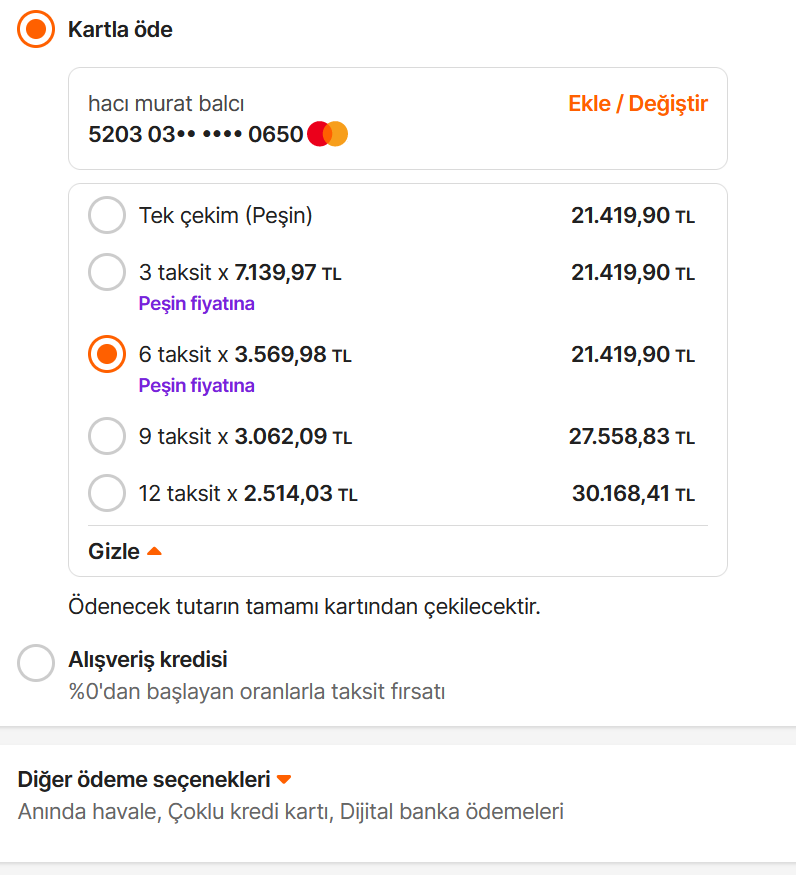 Kartla öde
hacı murat balcı
Ekle / Değiştir
5203 03•• •••• 0650
Tek çekim (Peşin) 21.419,90 TL
3 taksit x 7.139,97 TL 21.419,90 TL
Peşin fiyatına
6 taksit x 3.569,98 TL 21.419,90 TL
Peşin fiyatına
9 taksit x 3.062,09 TL 27.558,83 TL
12 taksit x 2.514,03 TL 30.168,41 TL
Gizle
Ödenecek tutarın tamamı kartından çekilecektir.
Alışveriş kredisi
%0'dan başlayan oranlarla taksit fırsatı
Diğer ödeme seçenekleri
Anında havale, Çoklu kredi kartı, Dijital banka ödemeleri